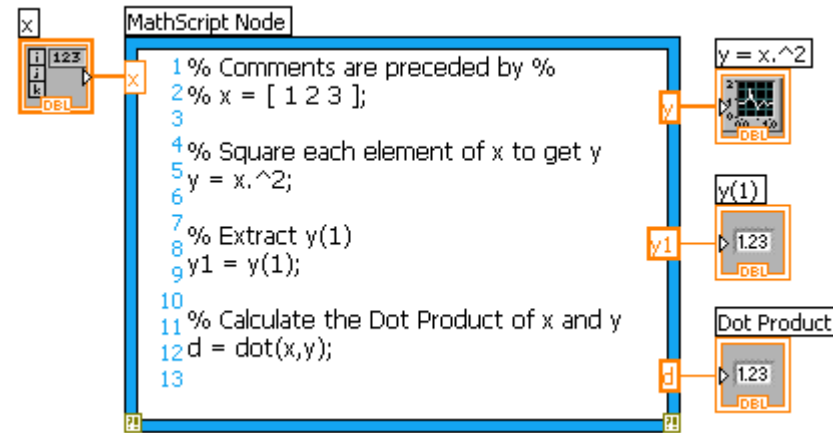 x
MathScript Node
y = x.^2
i
j
k
123
DBL
x
1 % Comments are preceded by %
2 % x = [ 1 2 3 ];
3
4 % Square each element of x to get y
5 y = x.^2;
6
7
8 % Extract y(1)
9 y1 = y(1);
10
11 % Calculate the Dot Product of x and y
12 d = dot(x,y);
13
y
2
0
DBL
y(1)
y1
1.23
DBL
Dot Product
d
1.23
DBL
?!
?!